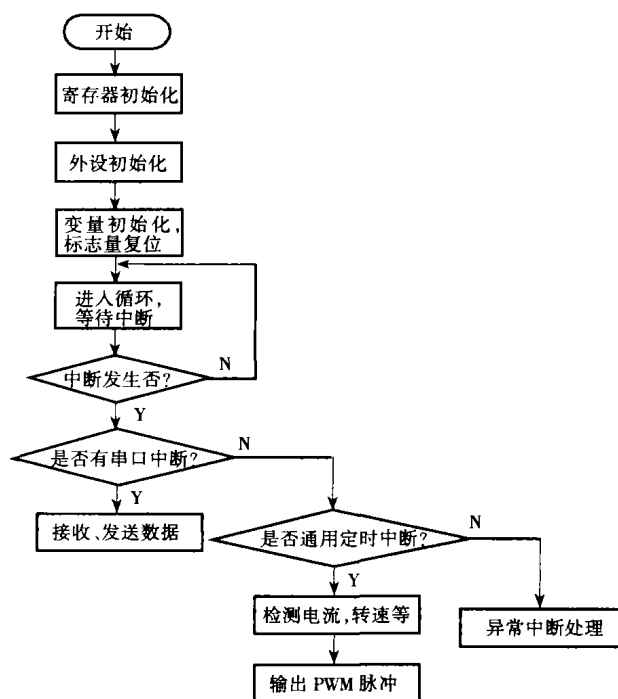 开始
寄存器初始化
外设初始化
变量初始化,
标志量复位
进入循环,
等待中断
中断发生否?
N
Y
是否有串口中断?
N
Y
接收、发送数据
是否通用定时中断?
N
Y
检测电流,转速等
异常中断处理
输出 PWM 脉冲